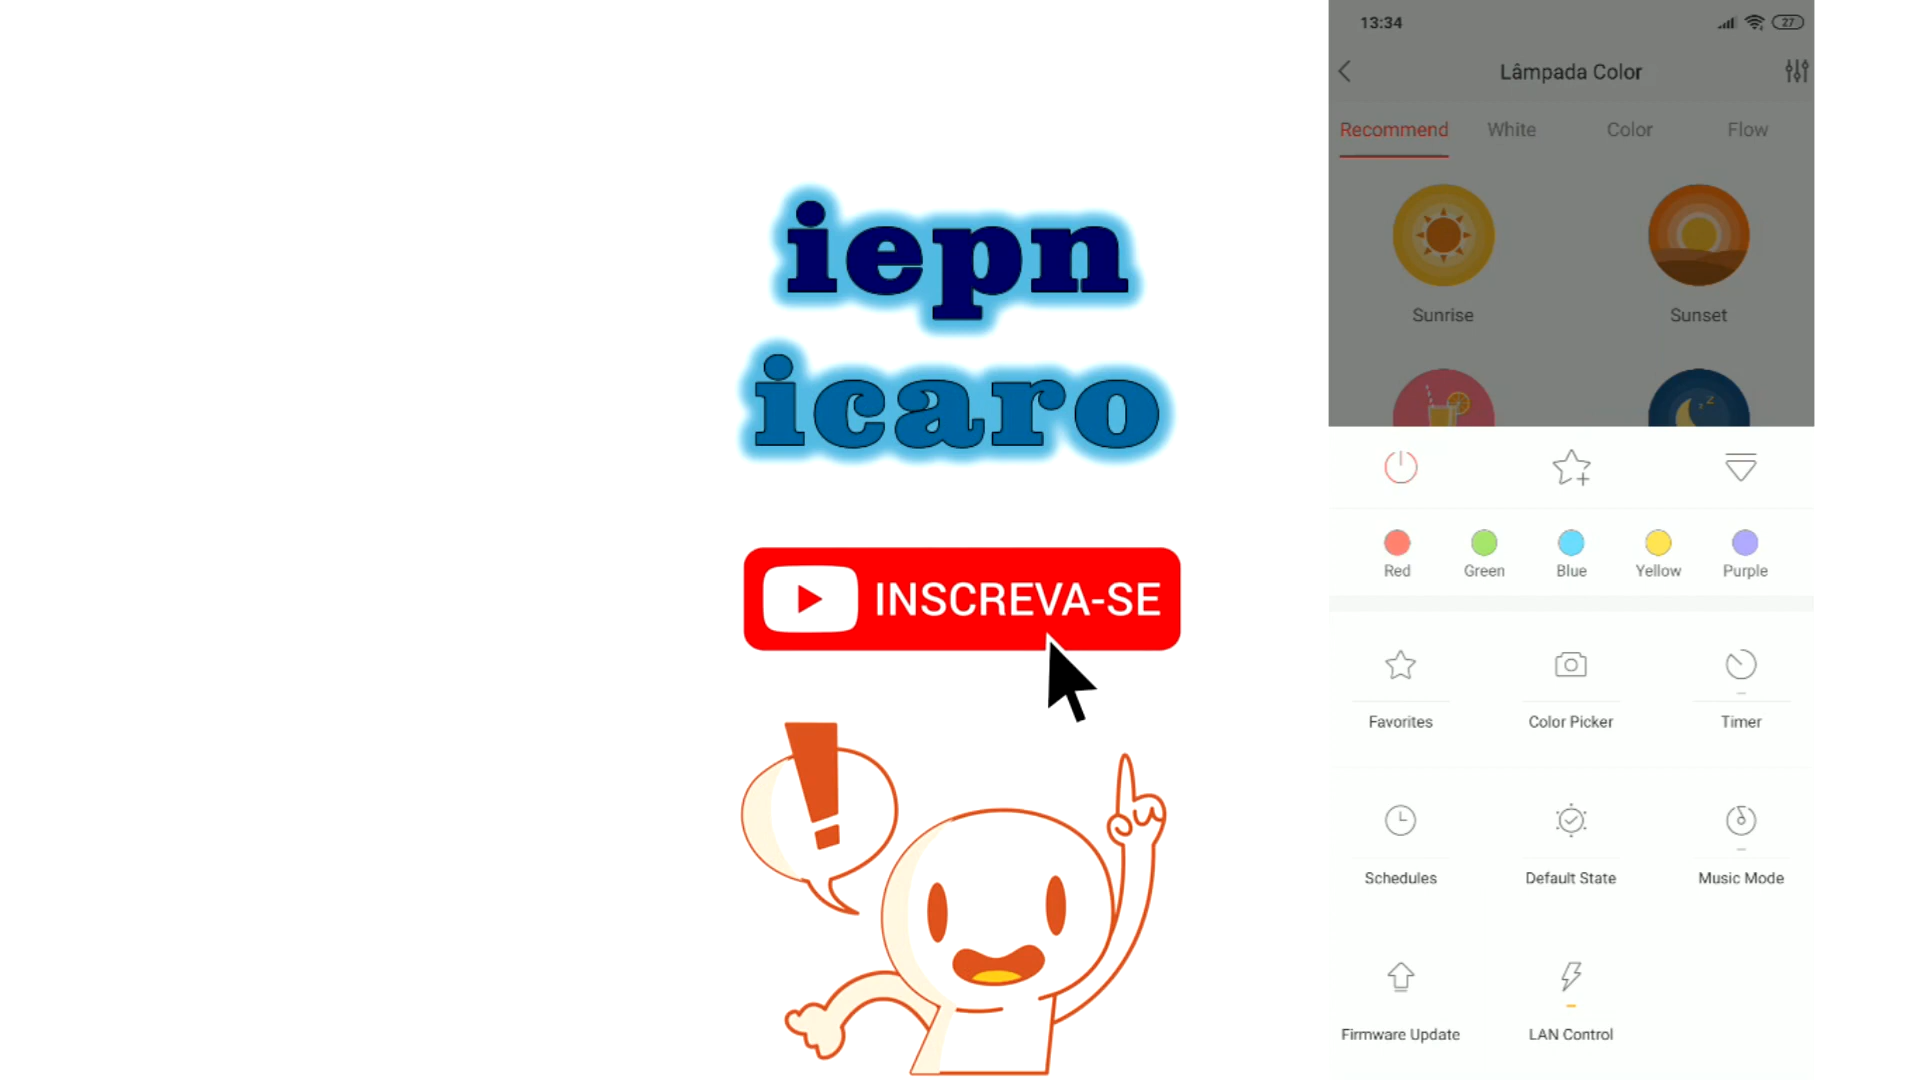 iepn
icaro
INSCREVA-SE
13:34
27
Lâmpada Color
Recommend White Color Flow
Sunrise Sunset
z z
Red Green Blue Yellow Purple
Favorites Color Picker Timer
Schedules Default State Music Mode
Firmware Update LAN Control